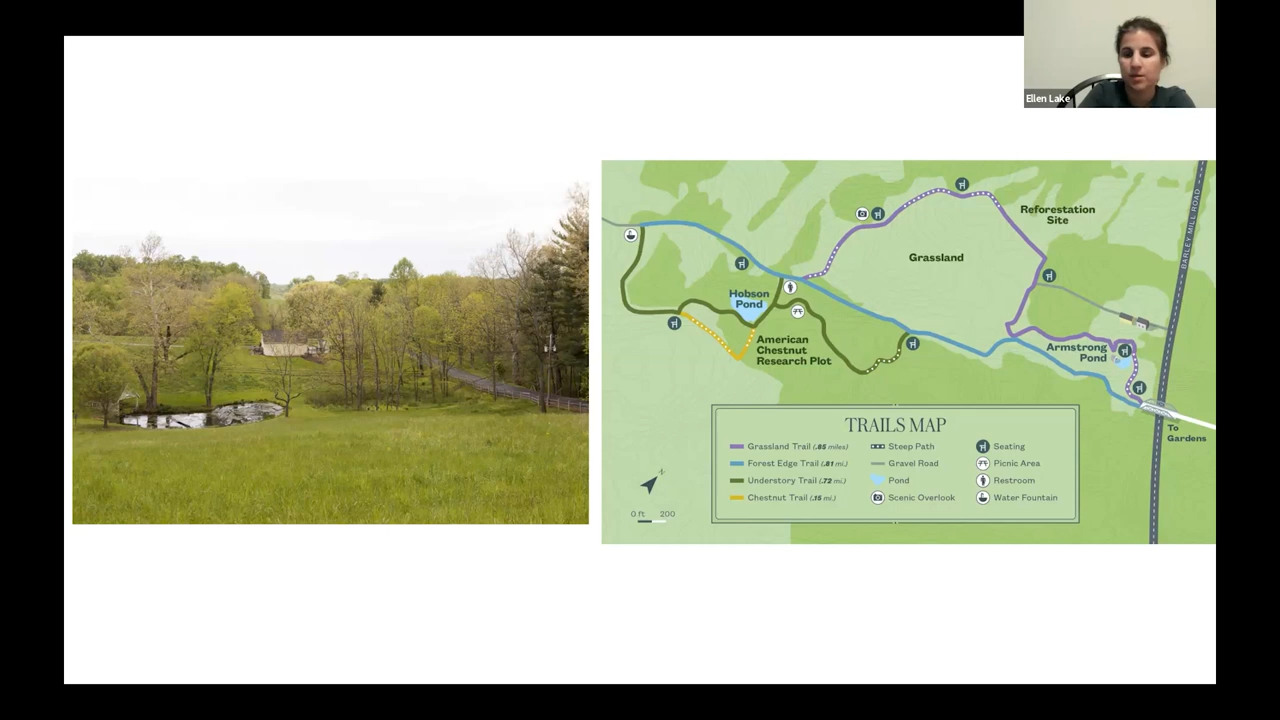 Ellen Lake
BARLEY MILL ROAD
Reforestation
Site
Grassland
Hobson
Pond
American
Chestnut
Research Plot
Armstrong
Pond
To
Gardens
TRAILS MAP
Grassland Trail (.85 miles)
Forest Edge Trail (.81 mi.)
Understory Trail (.72 mi.)
Chestnut Trail (.15 mi.)
Steep Path
Gravel Road
Pond
Scenic Overlook
Seating
Picnic Area
Restroom
Water Fountain
N
0 ft 200